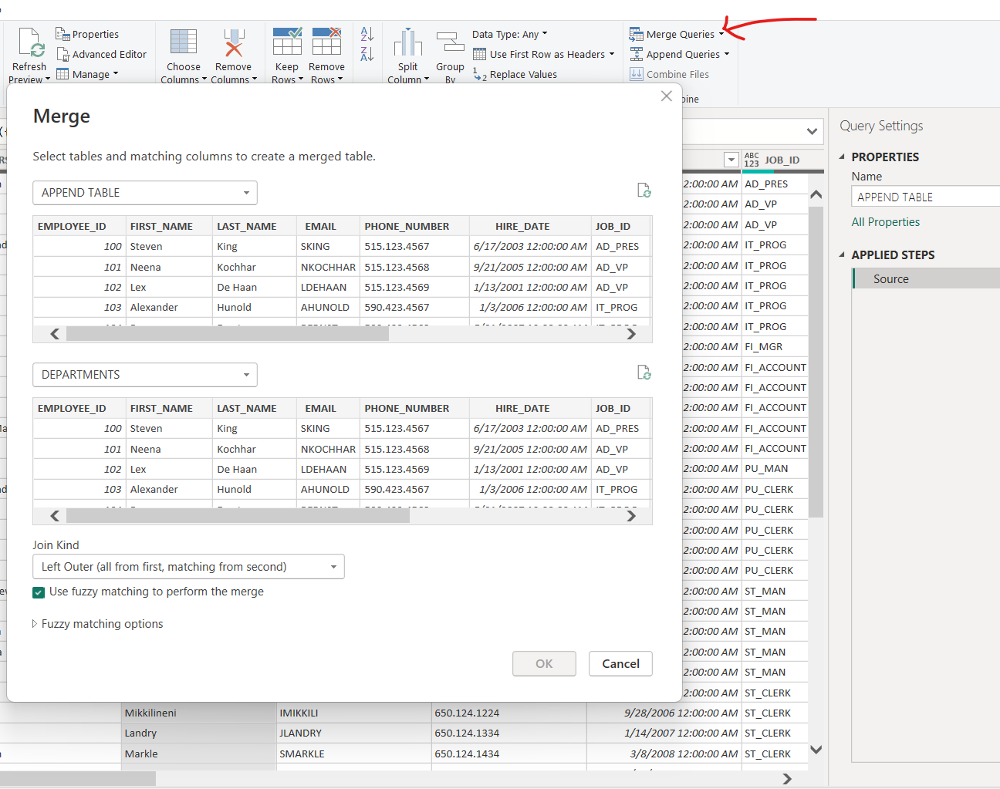 Refresh
Preview
Properties
Advanced Editor
Manage
Choose
Columns
Remove
Columns
Keep
Rows
Remove
Rows
A
Z
Z
A
Split
Column
Group
By
Data Type: Any
Use First Row as Headers
1
2
Replace Values
Merge Queries
Append Queries
Combine Files
bine
Merge
Select tables and matching columns to create a merged table.
APPEND TABLE
EMPLOYEE_ID FIRST_NAME LAST_NAME EMAIL PHONE_NUMBER HIRE_DATE JOB_ID
100 Steven King SKING 515.123.4567 6/17/2003 12:00:00 AM AD_PRES
101 Neena Kochhar NKOCHHAR 515.123.4568 9/21/2005 12:00:00 AM AD_VP
102 Lex De Haan LDEHAAN 515.123.4569 1/13/2001 12:00:00 AM AD_VP
103 Alexander Hunold AHUNOLD 590.423.4567 1/3/2006 12:00:00 AM IT_PROG
DEPARTMENTS
EMPLOYEE_ID FIRST_NAME LAST_NAME EMAIL PHONE_NUMBER HIRE_DATE JOB_ID
100 Steven King SKING 515.123.4567 6/17/2003 12:00:00 AM AD_PRES
101 Neena Kochhar NKOCHHAR 515.123.4568 9/21/2005 12:00:00 AM AD_VP
102 Lex De Haan LDEHAAN 515.123.4569 1/13/2001 12:00:00 AM AD_VP
103 Alexander Hunold AHUNOLD 590.423.4567 1/3/2006 12:00:00 AM IT_PROG
Join Kind
Left Outer (all from first, matching from second)
Use fuzzy matching to perform the merge
Fuzzy matching options
OK Cancel
ABC
123 JOB_ID
2:00:00 AM AD_PRES
2:00:00 AM AD_VP
2:00:00 AM AD_VP
2:00:00 AM IT_PROG
2:00:00 AM IT_PROG
2:00:00 AM IT_PROG
2:00:00 AM IT_PROG
2:00:00 AM IT_PROG
2:00:00 AM FI_MGR
2:00:00 AM FI_ACCOUNT
2:00:00 AM FI_ACCOUNT
2:00:00 AM FI_ACCOUNT
2:00:00 AM FI_ACCOUNT
2:00:00 AM FI_ACCOUNT
2:00:00 AM PU_MAN
2:00:00 AM PU_CLERK
2:00:00 AM PU_CLERK
2:00:00 AM PU_CLERK
2:00:00 AM PU_CLERK
2:00:00 AM PU_CLERK
2:00:00 AM ST_MAN
2:00:00 AM ST_MAN
2:00:00 AM ST_MAN
2:00:00 AM ST_MAN
2:00:00 AM ST_MAN
2:00:00 AM ST_CLERK
Mikkilineni IMIKKILI 650.124.1224 9/28/2006 12:00:00 AM ST_CLERK
Landry JLANDRY 650.124.1334 1/14/2007 12:00:00 AM ST_CLERK
Markle SMARKLE 650.124.1434 3/8/2008 12:00:00 AM ST_CLERK
Query Settings
PROPERTIES
Name
APPEND TABLE
All Properties
APPLIED STEPS
Source